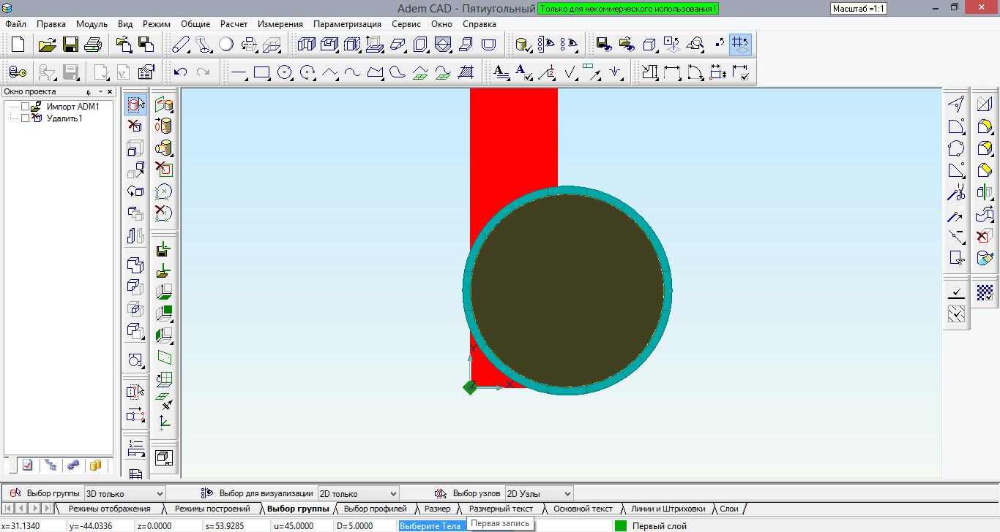 Adem CAD - Пятиугольный
Только для некоммерческого использования !
Масштаб =1:1
Файл Правка Модуль Вид Режим Общие Расчет Измерения Параметризация Сервис Окно Справка
Окно проекта
Импорт ADM1
Удалить1
Y
Z X
Выбор группы 3D только Выбор для визуализации 2D только Выбор узлов 2D Узлы
Режимы отображения Режимы построений Выбор группы Выбор профилей Размер Размерный текст Основной текст Линии и Штриховки Слои
x=31.1340 y=-44.0336 z=0.0000 s=53.9285 u=45.0000 D=5.0000 Выберите Тела Первая запись Первый слой